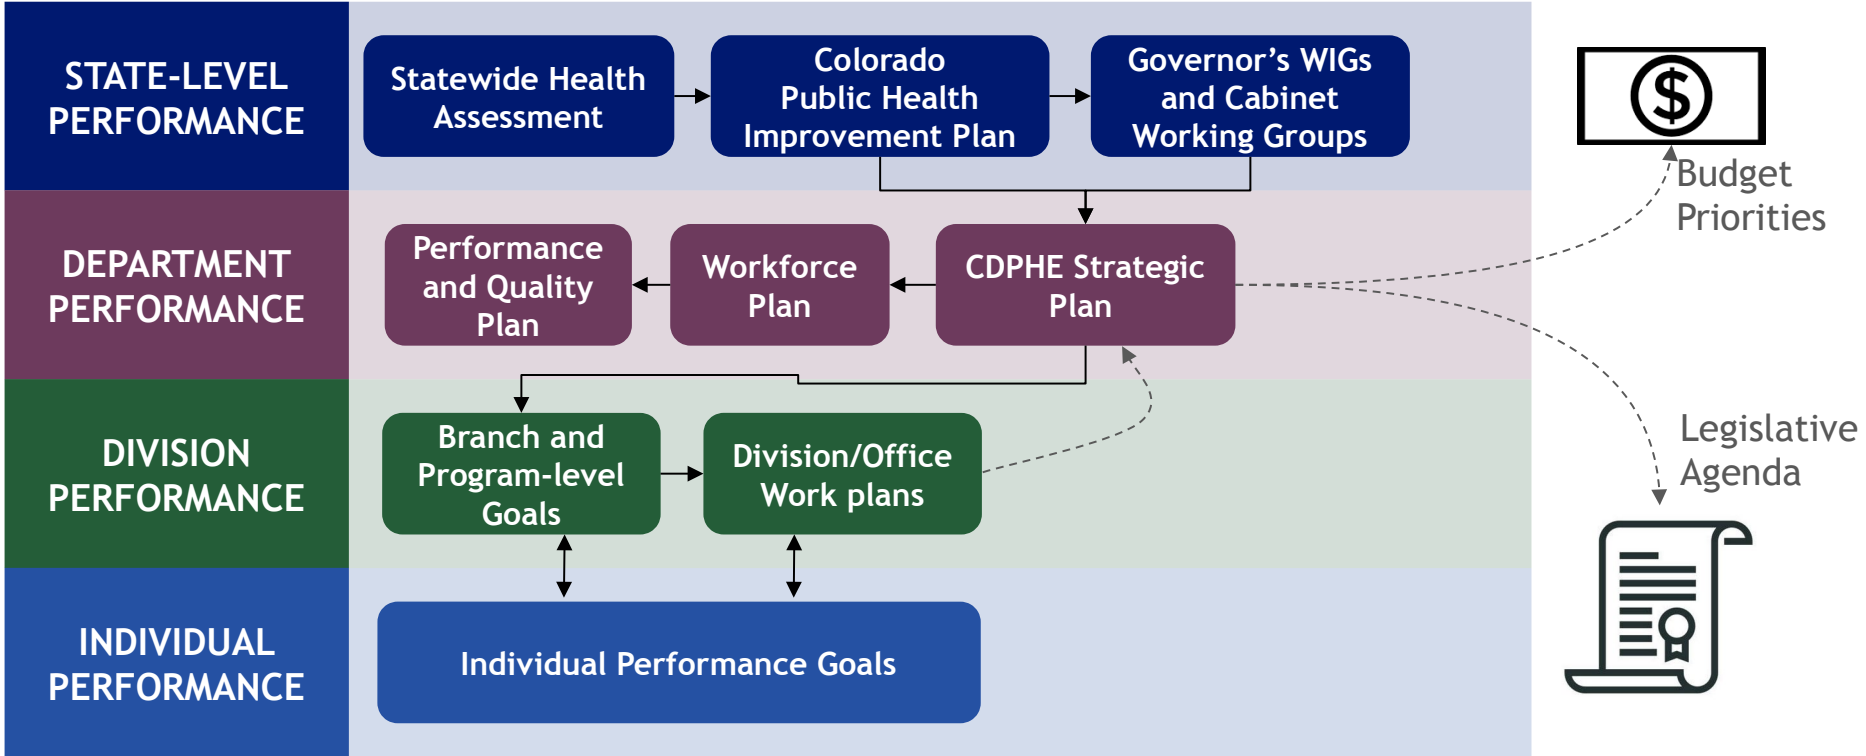 STATE-LEVEL
PERFORMANCE
Statewide Health
Assessment
Colorado
Public Health
Improvement Plan
Governor’s WIGs
and Cabinet
Working Groups
$
Budget
Priorities
DEPARTMENT
PERFORMANCE
Performance
and Quality
Plan
Workforce
Plan
CDPHE Strategic
Plan
DIVISION
PERFORMANCE
Branch and
Program-level
Goals
Division/Office
Work plans
Legislative
Agenda
INDIVIDUAL
PERFORMANCE
Individual Performance Goals